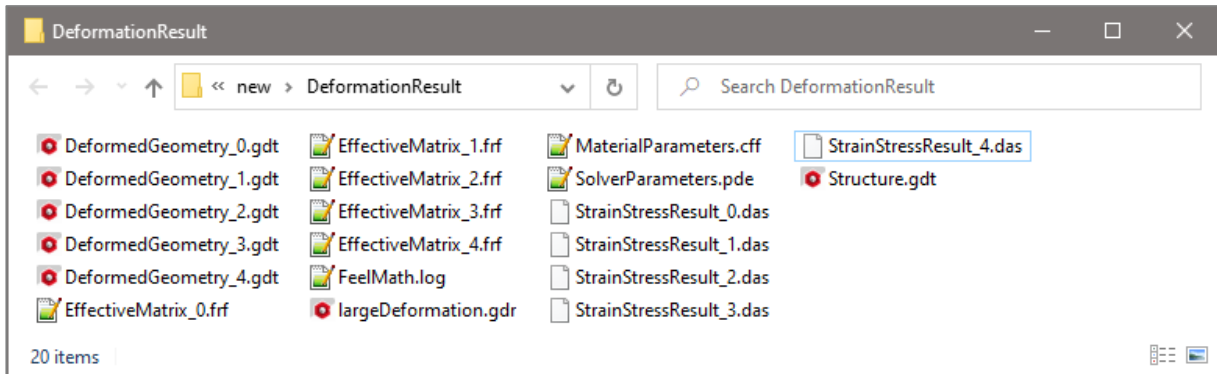 DeformationResult
« new > DeformationResult
Search DeformationResult
DeformedGeometry_0.gdt
DeformedGeometry_1.gdt
DeformedGeometry_2.gdt
DeformedGeometry_3.gdt
DeformedGeometry_4.gdt
EffectiveMatrix_0.frf
EffectiveMatrix_1.frf
EffectiveMatrix_2.frf
EffectiveMatrix_3.frf
EffectiveMatrix_4.frf
FeelMath.log
largeDeformation.gdr
MaterialParameters.cff
SolverParameters.pde
StrainStressResult_0.das
StrainStressResult_1.das
StrainStressResult_2.das
StrainStressResult_3.das
StrainStressResult_4.das
Structure.gdt
20 items